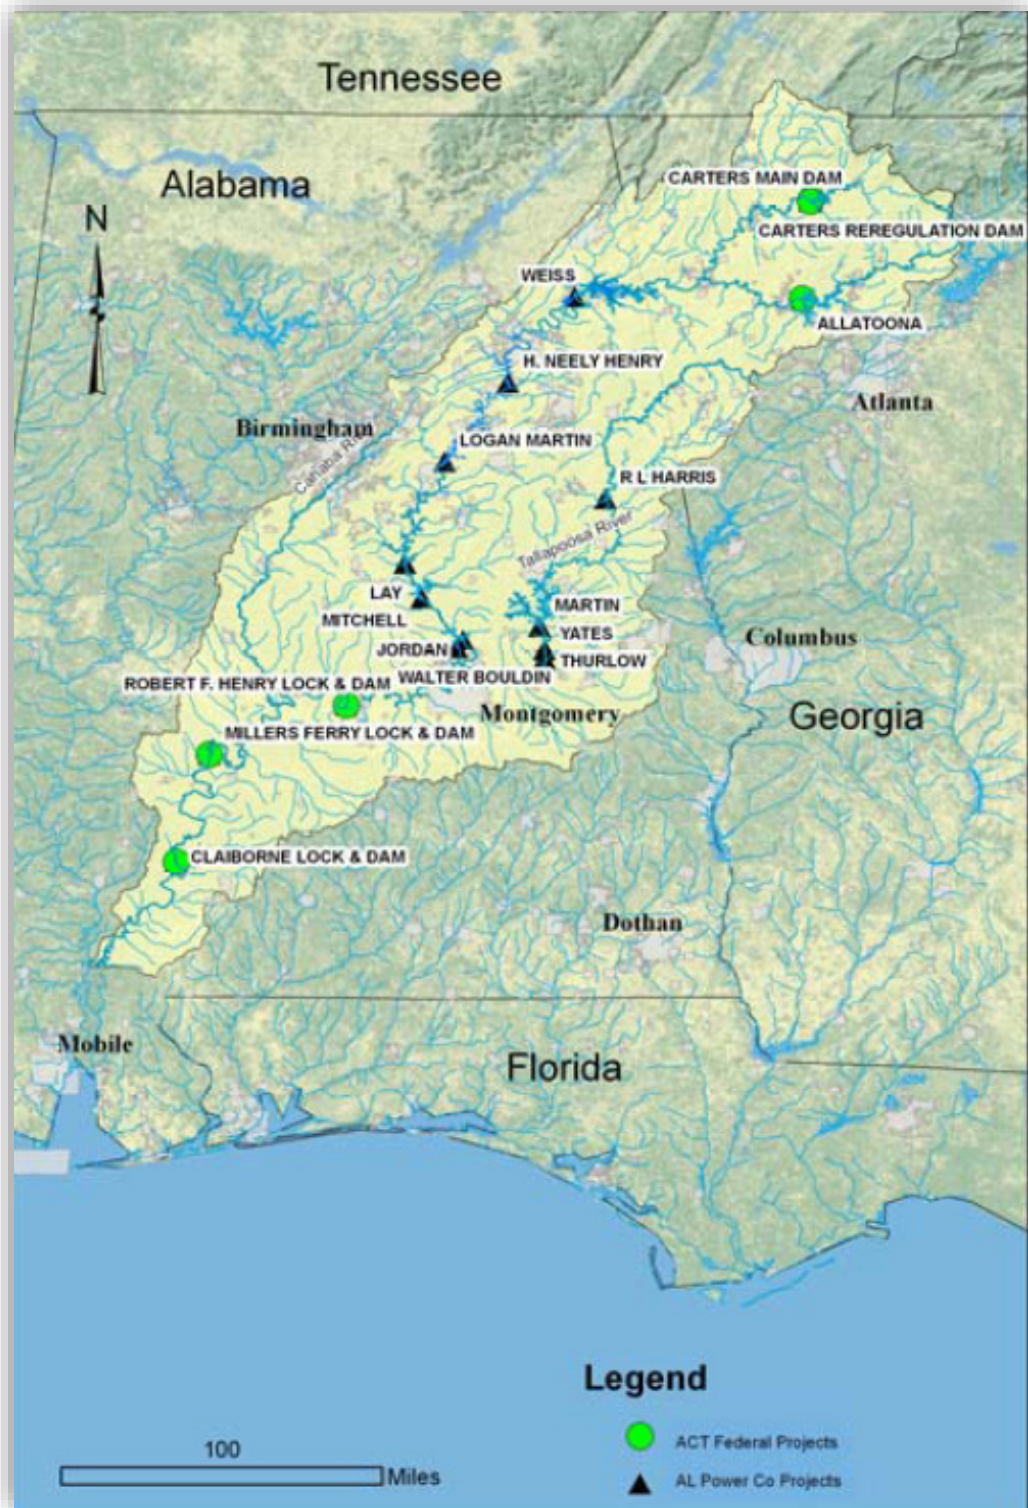 Tennessee
Alabama
CARTERS MAIN DAM
N
CARTERS REREGULATION DAM
WEISS
ALLATOONA
H. NEELY HENRY
Atlanta
Birmingham
LOGAN MARTIN
Cahaba River
R L HARRIS
Tallapoosa River
LAY
MARTIN
MITCHELL
YATES
Columbus
JORDAN
THURLOW
WALTER BOULDIN
ROBERT F. HENRY LOCK & DAM
Montgomery
Georgia
MILLERS FERRY LOCK & DAM
CLAIBORNE LOCK & DAM
Dothan
Mobile
Florida
Legend
ACT Federal Projects
AL Power Co Projects
100
Miles